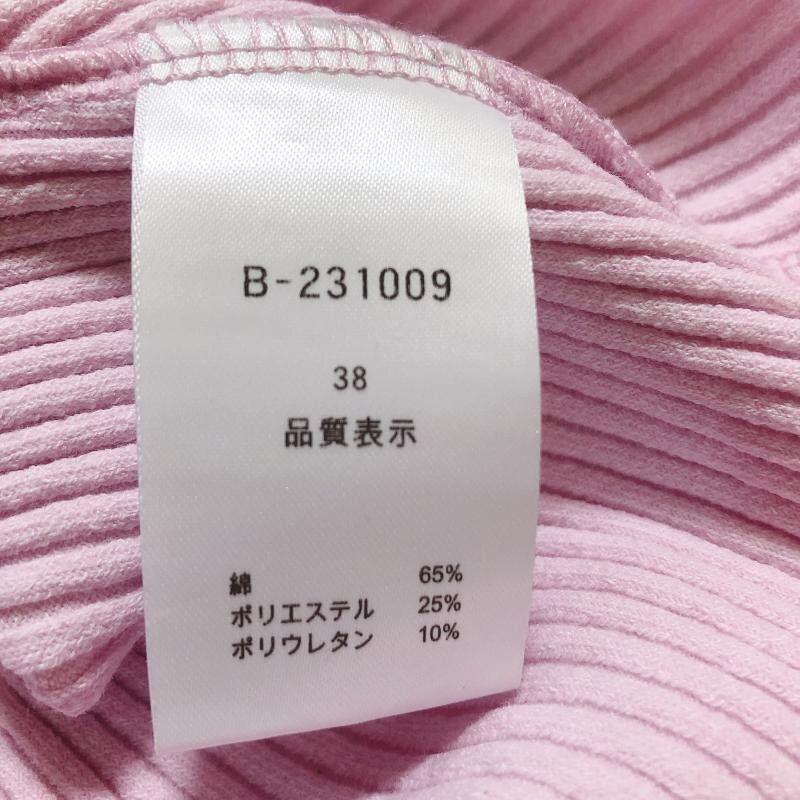 B-231009
38
品質表示
綿 65%
ポリエステル 25%
ポリウレタン 10%